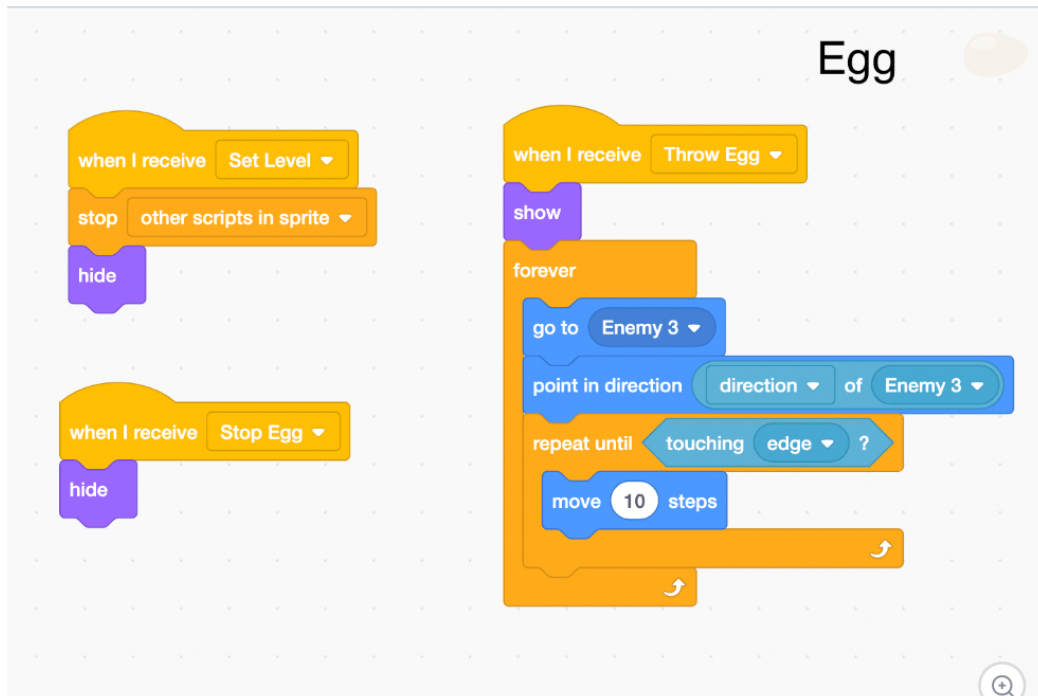 Egg
when I receive Set Level
stop other scripts in sprite
hide
when I receive Stop Egg
hide
when I receive Throw Egg
show
forever
go to Enemy 3
point in direction direction of Enemy 3
repeat until touching edge ?
move 10 steps